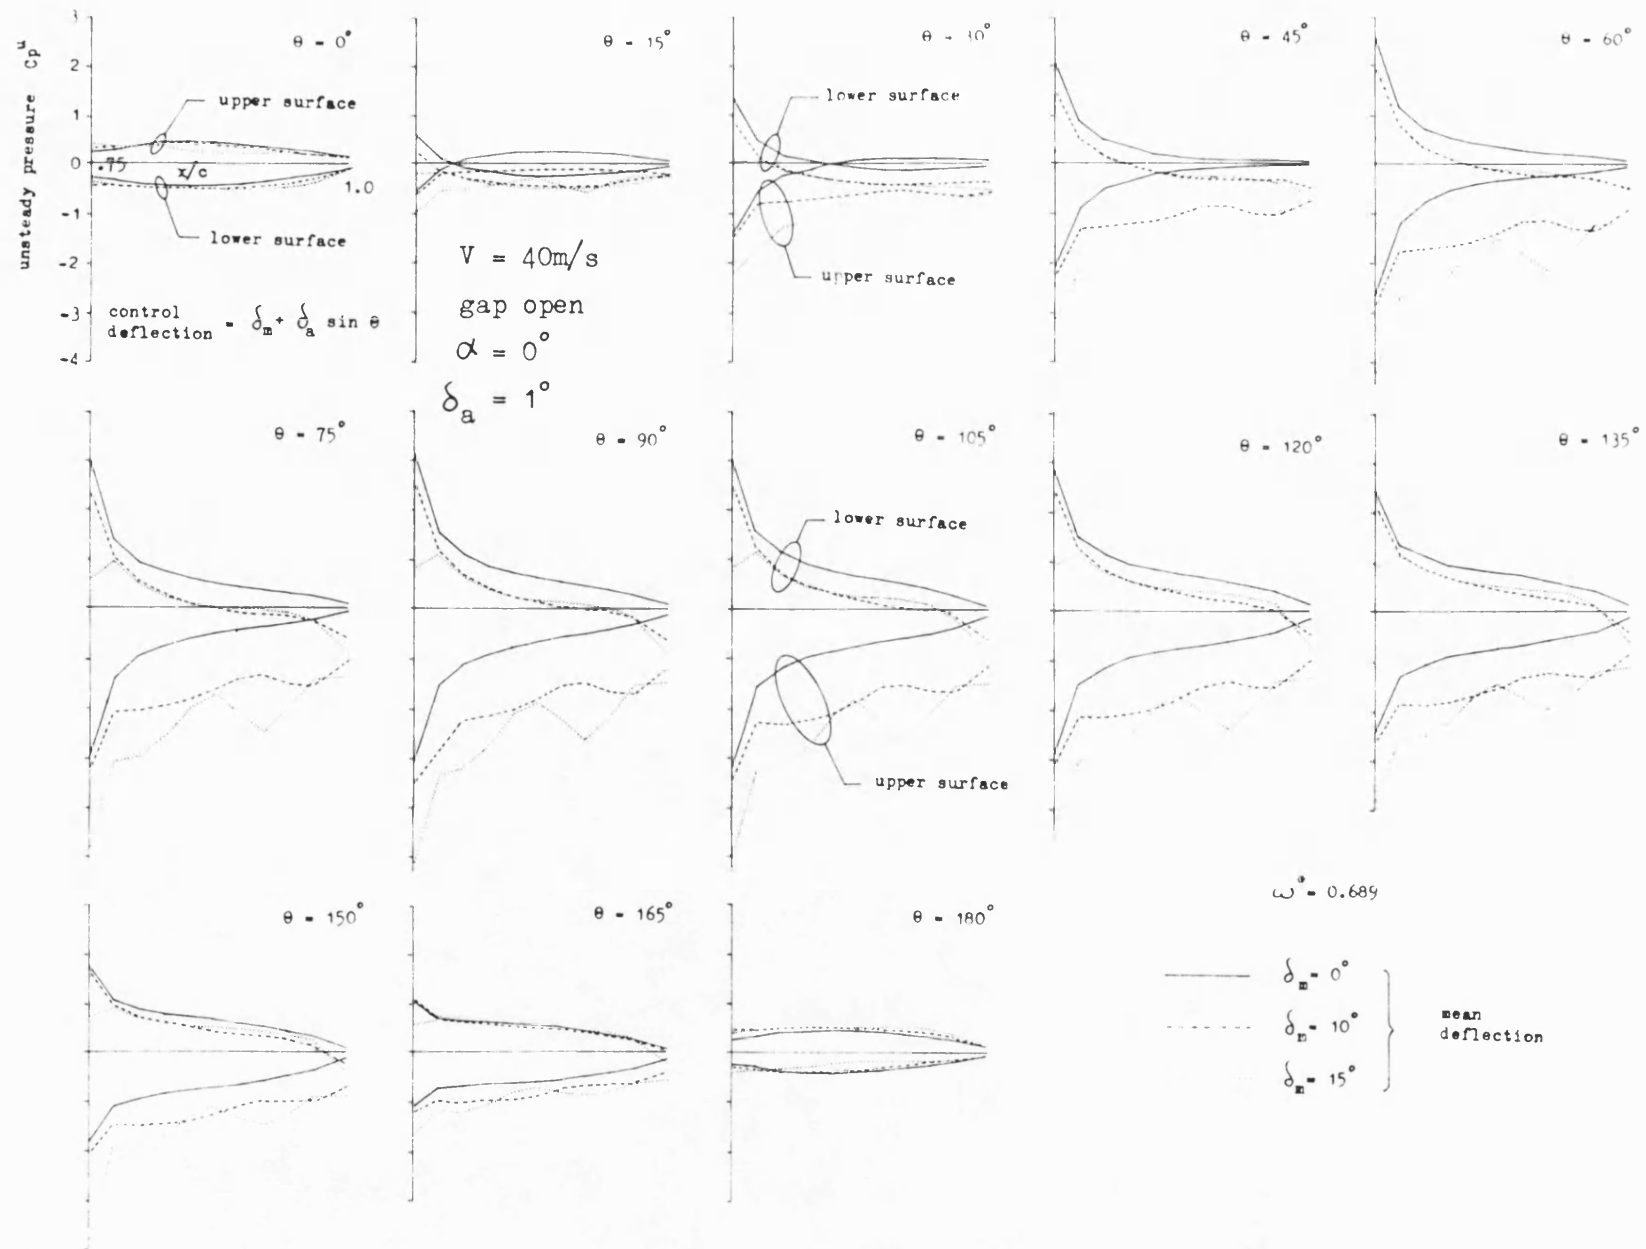 unsteady pressure Cpᵘ
3
2
1
0
-1
-2
-3
-4
θ = 0°
upper surface
.75
x/c
1.0
lower surface
control deflection = δm + δa sin θ
θ = 15°
V = 40m/s
gap open
α = 0°
δa = 1°
θ = 30°
lower surface
upper surface
θ = 45°
θ = 60°
θ = 75°
θ = 90°
θ = 105°
lower surface
upper surface
θ = 120°
θ = 135°
θ = 150°
θ = 165°
θ = 180°
ω* = 0.689
δm = 0°
δm = 10°
δm = 15°
mean
deflection